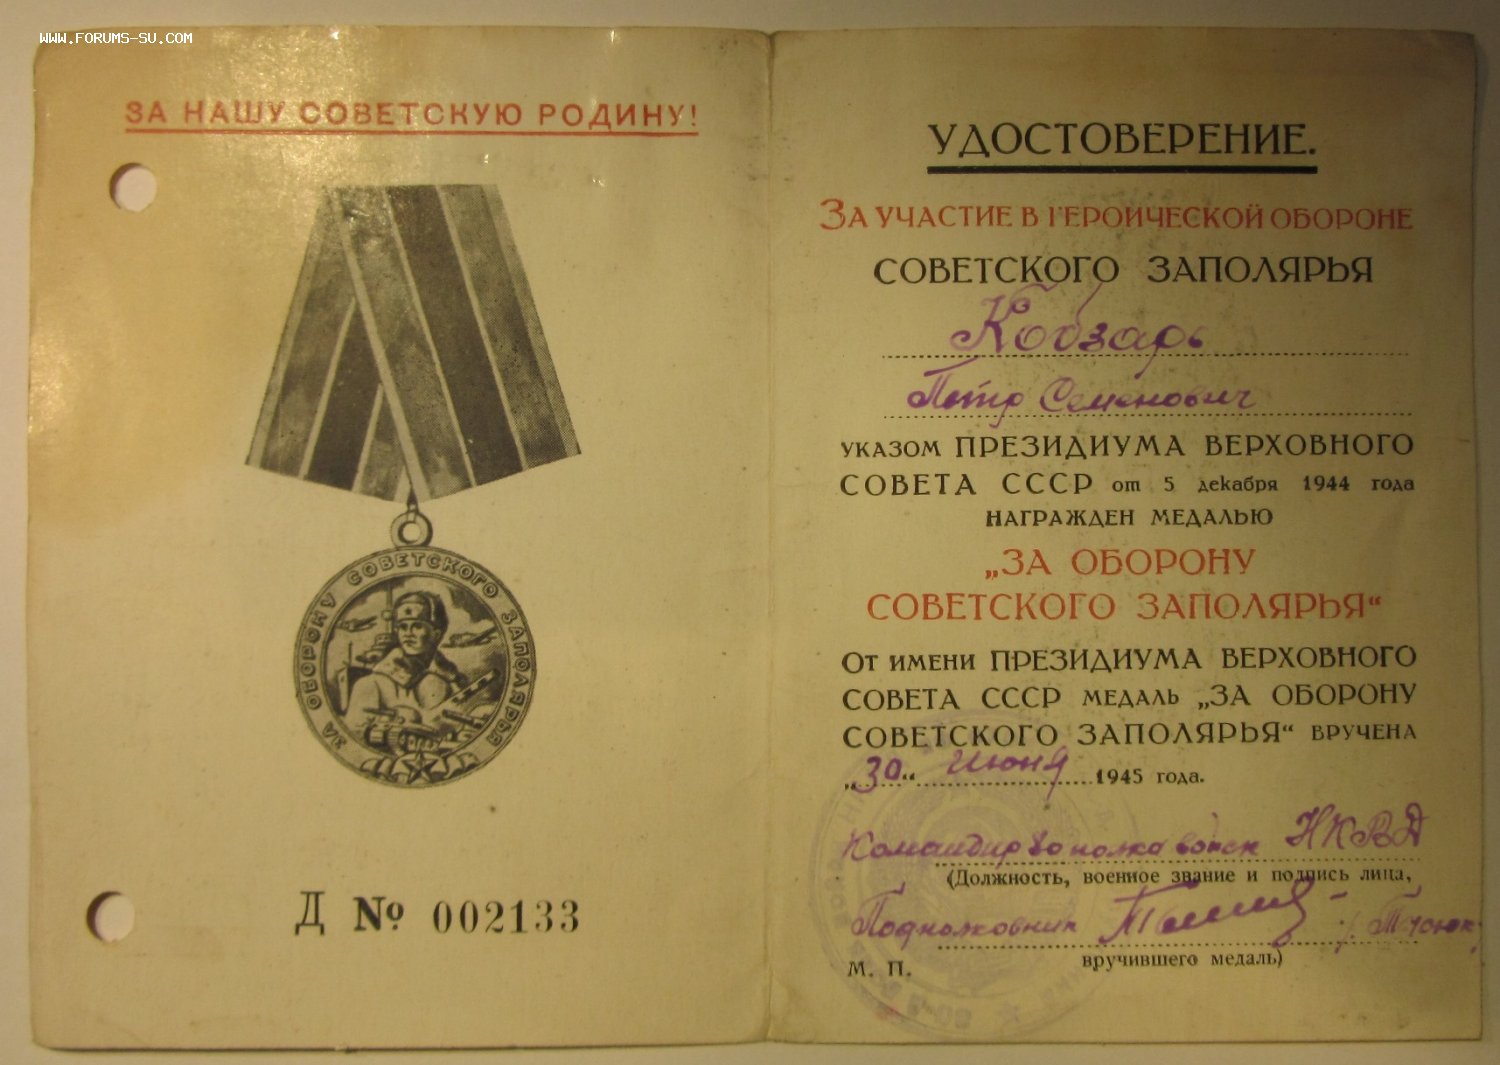 WWW.FORUMS-SU.COM
ЗА НАШУ СОВЕТСКУЮ РОДИНУ!
ЗА ОБОРОНУ СОВЕТСКОГО ЗАПОЛЯРЬЯ
Д № 002133
УДОСТОВЕРЕНИЕ.
ЗА УЧАСТИЕ В ГЕРОИЧЕСКОЙ ОБОРОНЕ
СОВЕТСКОГО ЗАПОЛЯРЬЯ
Кобзарь
Петр Семенович
УКАЗОМ ПРЕЗИДИУМА ВЕРХОВНОГО
СОВЕТА СССР от 5 декабря 1944 года
НАГРАЖДЕН МЕДАЛЬЮ
„ЗА ОБОРОНУ
СОВЕТСКОГО ЗАПОЛЯРЬЯ“
ОТ ИМЕНИ ПРЕЗИДИУМА ВЕРХОВНОГО
СОВЕТА СССР МЕДАЛЬ „ЗА ОБОРОНУ
СОВЕТСКОГО ЗАПОЛЯРЬЯ“ ВРУЧЕНА
„30“ июня 1945 года.
Командир 80 полка войск НКВД
(Должность, военное звание и подпись лица,
Подполковник
вручившего медаль)
М. П.